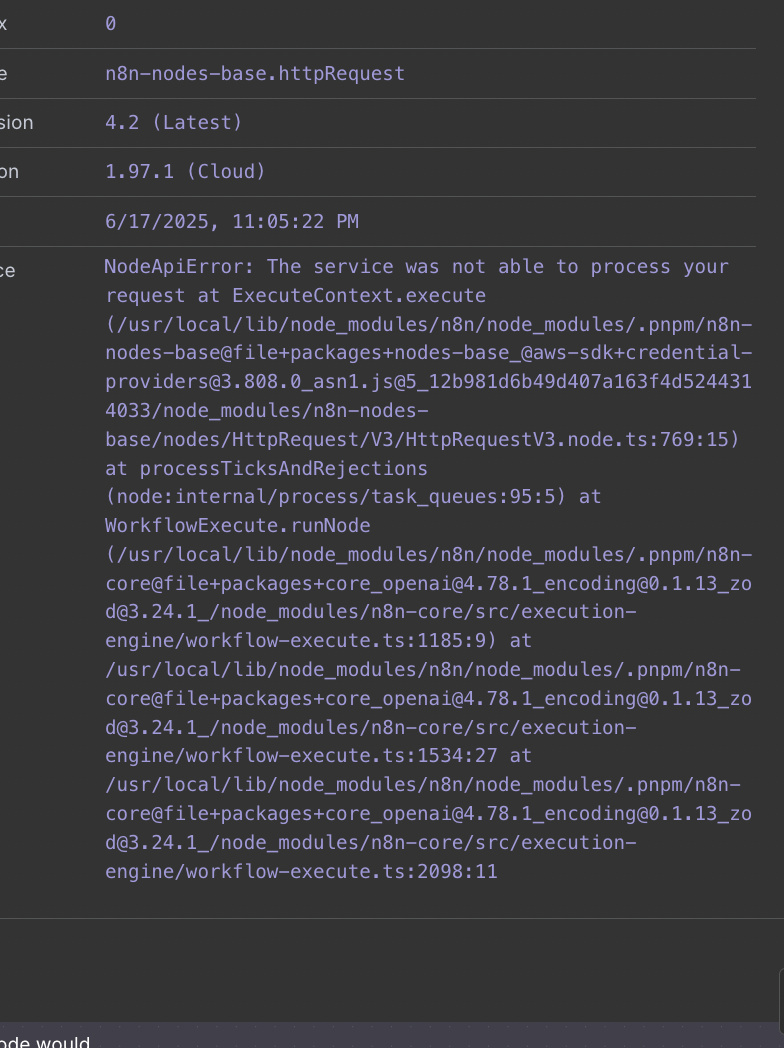 x 0
e n8n-nodes-base.httpRequest
sion 4.2 (Latest)
on 1.97.1 (Cloud)
6/17/2025, 11:05:22 PM
ce NodeApiError: The service was not able to process your
request at ExecuteContext.execute
(/usr/local/lib/node_modules/n8n/node_modules/.pnpm/n8n-
nodes-base@file+packages+nodes-base_@aws-sdk+credential-
providers@3.808.0_asn1.js@5_12b981d6b49d407a163f4d524431
4033/node_modules/n8n-nodes-
base/nodes/HttpRequest/V3/HttpRequestV3.node.ts:769:15)
at processTicksAndRejections
(node:internal/process/task_queues:95:5) at
WorkflowExecute.runNode
(/usr/local/lib/node_modules/n8n/node_modules/.pnpm/n8n-
core@file+packages+core_openai@4.78.1_encoding@0.1.13_zo
d@3.24.1_/node_modules/n8n-core/src/execution-
engine/workflow-execute.ts:1185:9) at
/usr/local/lib/node_modules/n8n/node_modules/.pnpm/n8n-
core@file+packages+core_openai@4.78.1_encoding@0.1.13_zo
d@3.24.1_/node_modules/n8n-core/src/execution-
engine/workflow-execute.ts:1534:27 at
/usr/local/lib/node_modules/n8n/node_modules/.pnpm/n8n-
core@file+packages+core_openai@4.78.1_encoding@0.1.13_zo
d@3.24.1_/node_modules/n8n-core/src/execution-
engine/workflow-execute.ts:2098:11
ode would